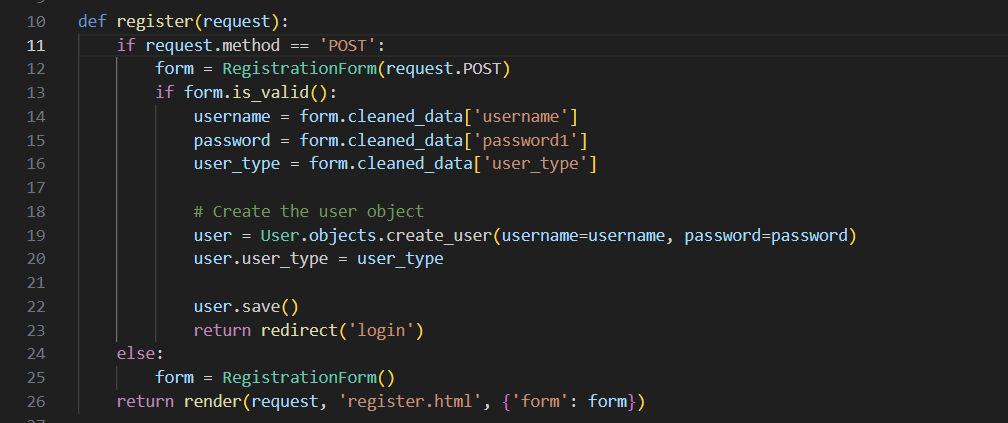 10 def register(request):
11     if request.method == 'POST':
12         form = RegistrationForm(request.POST)
13         if form.is_valid():
14             username = form.cleaned_data['username']
15             password = form.cleaned_data['password1']
16             user_type = form.cleaned_data['user_type']
17
18             # Create the user object
19             user = User.objects.create_user(username=username, password=password)
20             user.user_type = user_type
21
22             user.save()
23             return redirect('login')
24     else:
25         form = RegistrationForm()
26     return render(request, 'register.html', {'form': form})